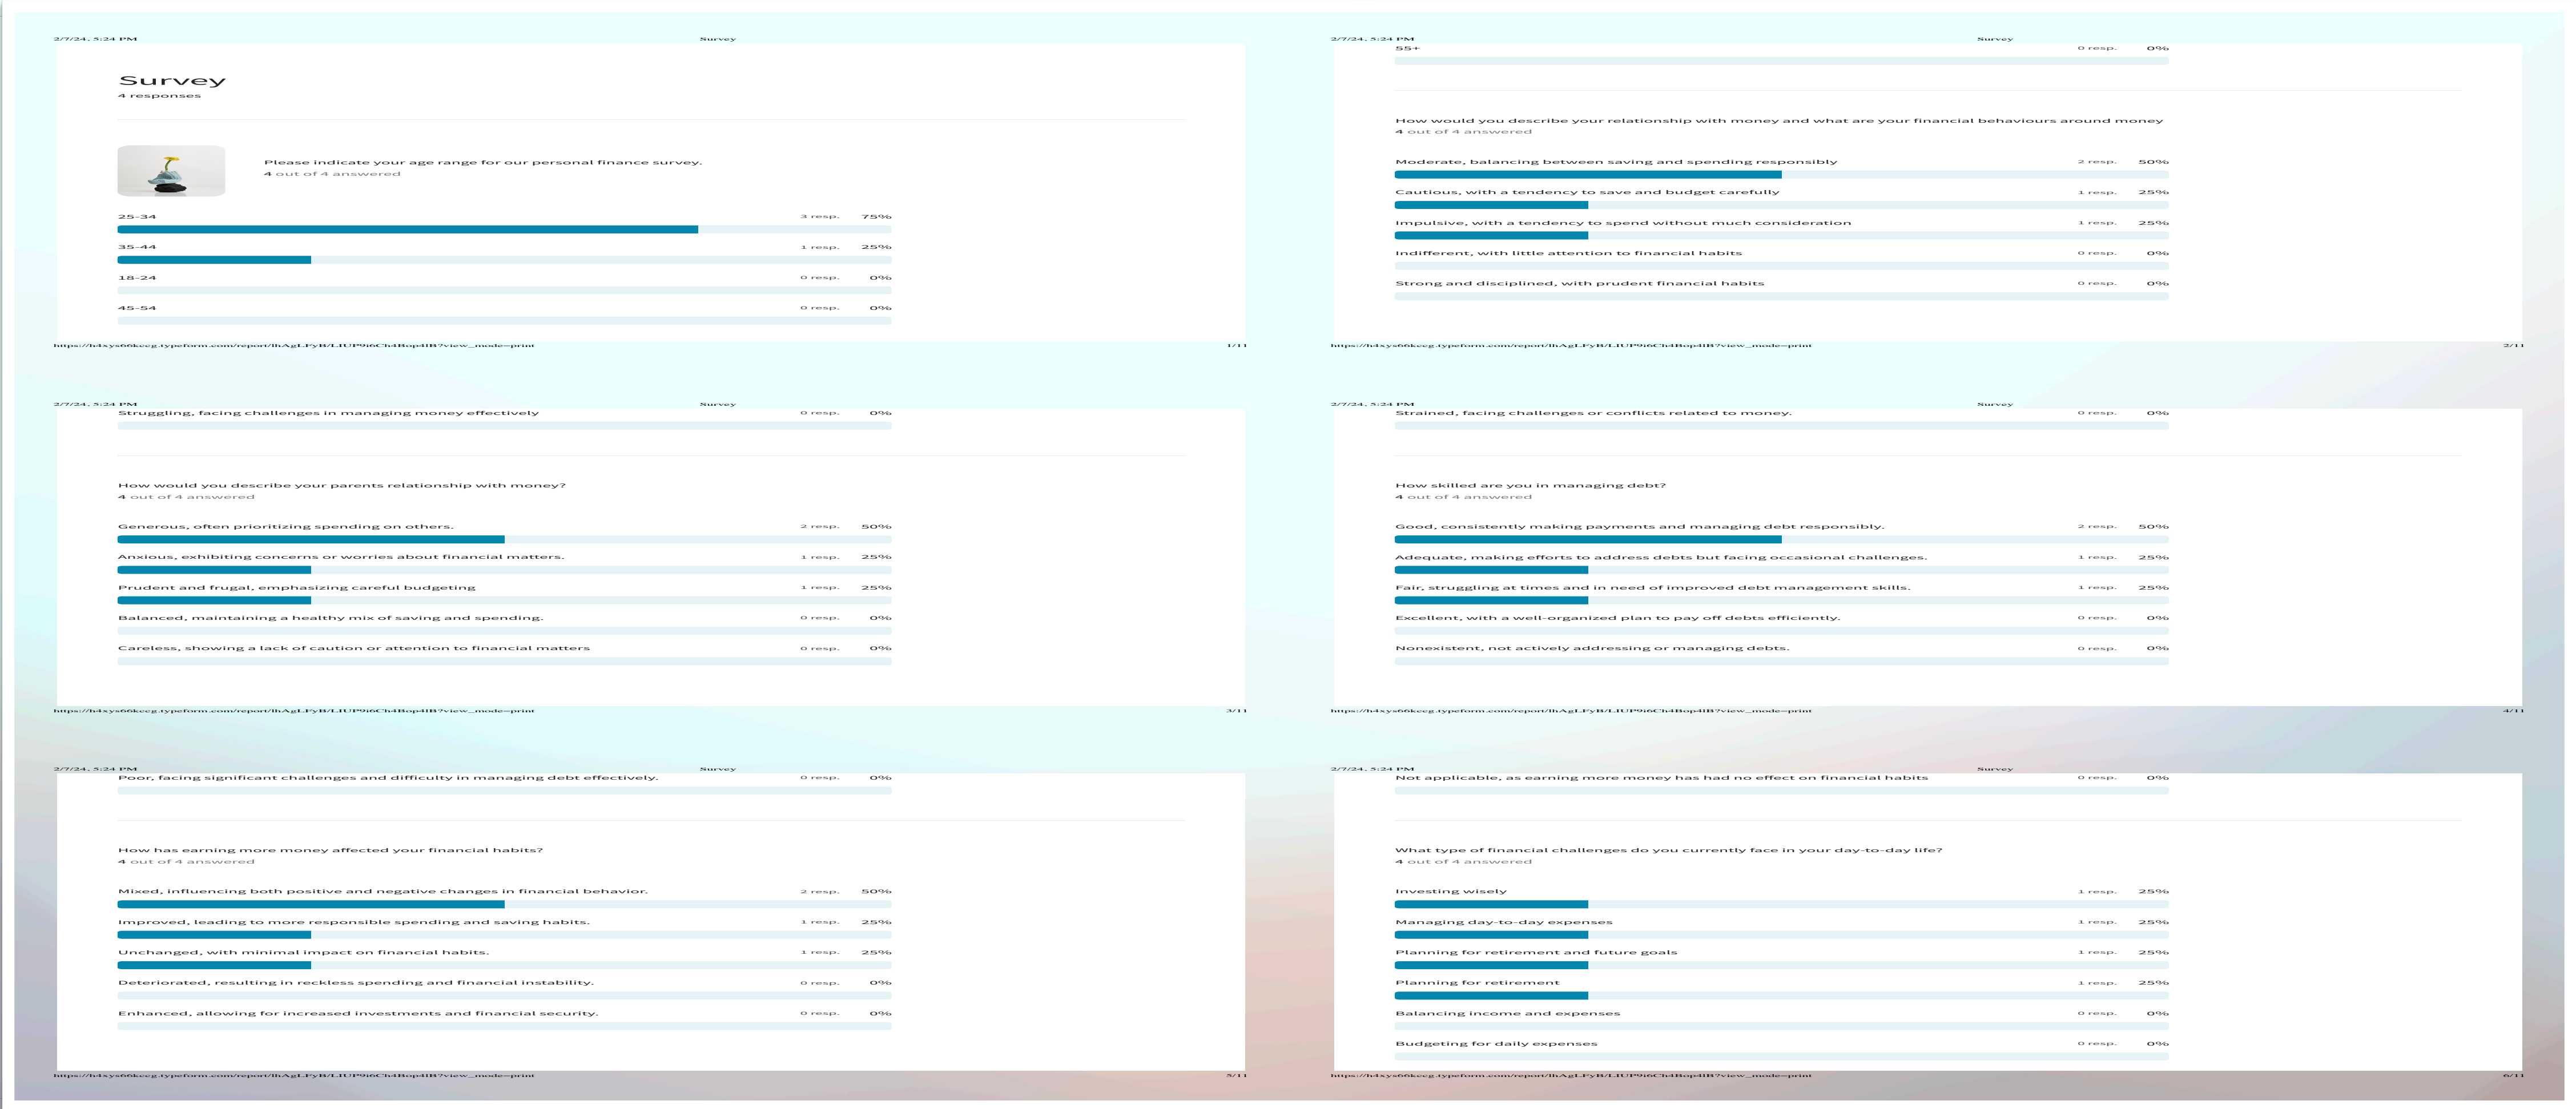 2/7/24, 5:24 PM Survey
Survey
4 responses
Please indicate your age range for our personal finance survey.
4 out of 4 answered
25-34 3 resp. 75%
35-44 1 resp. 25%
18-24 0 resp. 0%
45-54 0 resp. 0%
1/11
2/7/24, 5:24 PM Survey
55+ 0 resp. 0%
How would you describe your relationship with money and what are your financial behaviours around money
4 out of 4 answered
Moderate, balancing between saving and spending responsibly 2 resp. 50%
Cautious, with a tendency to save and budget carefully 1 resp. 25%
Impulsive, with a tendency to spend without much consideration 1 resp. 25%
Indifferent, with little attention to financial habits 0 resp. 0%
Strong and disciplined, with prudent financial habits 0 resp. 0%
2/11
2/7/24, 5:24 PM Survey
Struggling, facing challenges in managing money effectively 0 resp. 0%
How would you describe your parents relationship with money?
4 out of 4 answered
Generous, often prioritizing spending on others. 2 resp. 50%
Anxious, exhibiting concerns or worries about financial matters. 1 resp. 25%
Prudent and frugal, emphasizing careful budgeting 1 resp. 25%
Balanced, maintaining a healthy mix of saving and spending. 0 resp. 0%
Careless, showing a lack of caution or attention to financial matters 0 resp. 0%
3/11
2/7/24, 5:24 PM Survey
Strained, facing challenges or conflicts related to money. 0 resp. 0%
How skilled are you in managing debt?
4 out of 4 answered
Good, consistently making payments and managing debt responsibly. 2 resp. 50%
Adequate, making efforts to address debts but facing occasional challenges. 1 resp. 25%
Fair, struggling at times and in need of improved debt management skills. 1 resp. 25%
Excellent, with a well-organized plan to pay off debts efficiently. 0 resp. 0%
Nonexistent, not actively addressing or managing debts. 0 resp. 0%
4/11
2/7/24, 5:24 PM Survey
Poor, facing significant challenges and difficulty in managing debt effectively. 0 resp. 0%
How has earning more money affected your financial habits?
4 out of 4 answered
Mixed, influencing both positive and negative changes in financial behavior. 2 resp. 50%
Improved, leading to more responsible spending and saving habits. 1 resp. 25%
Unchanged, with minimal impact on financial habits. 1 resp. 25%
Deteriorated, resulting in reckless spending and financial instability. 0 resp. 0%
Enhanced, allowing for increased investments and financial security. 0 resp. 0%
5/11
2/7/24, 5:24 PM Survey
Not applicable, as earning more money has had no effect on financial habits 0 resp. 0%
What type of financial challenges do you currently face in your day-to-day life?
4 out of 4 answered
Investing wisely 1 resp. 25%
Managing day-to-day expenses 1 resp. 25%
Planning for retirement and future goals 1 resp. 25%
Planning for retirement 1 resp. 25%
Balancing income and expenses 0 resp. 0%
Budgeting for daily expenses 0 resp. 0%
6/11